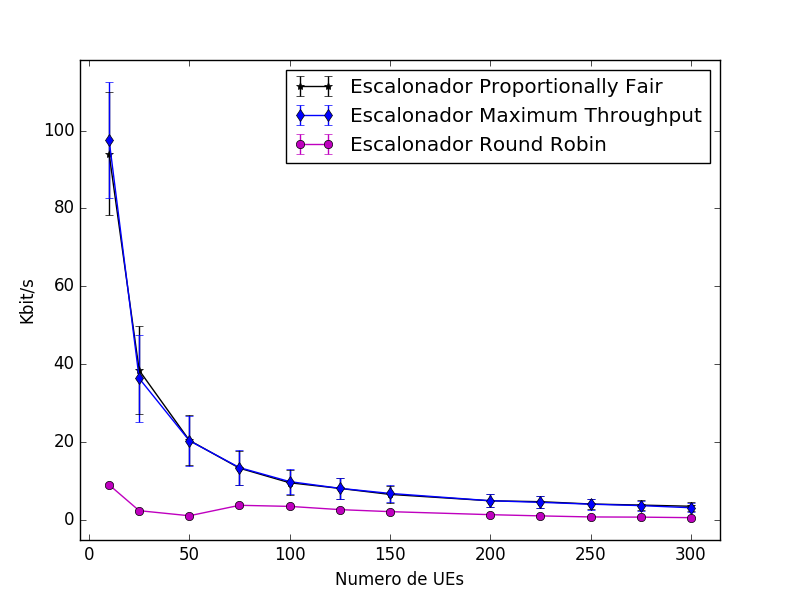 Escalonador Proportionally Fair
Escalonador Maximum Throughput
Escalonador Round Robin
100
80
60
40
20
0
Kbit/s
0 50 100 150 200 250 300
Numero de UEs